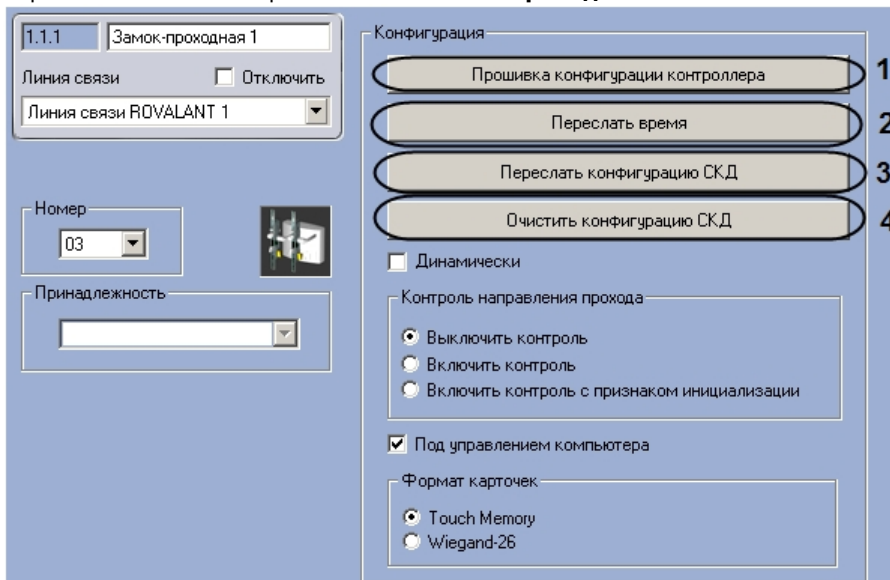 1.1.1
Замок-проходная 1
Линия связи
Отключить
Линия связи ROVALANT 1
Номер
03
Принадлежность
Конфигурация
Прошивка конфигурации контроллера
1
Переслать время
2
Переслать конфигурацию СКД
3
Очистить конфигурацию СКД
4
Динамически
Контроль направления прохода
Выключить контроль
Включить контроль
Включить контроль с признаком инициализации
Под управлением компьютера
Формат карточек
Touch Memory
Wiegand-26